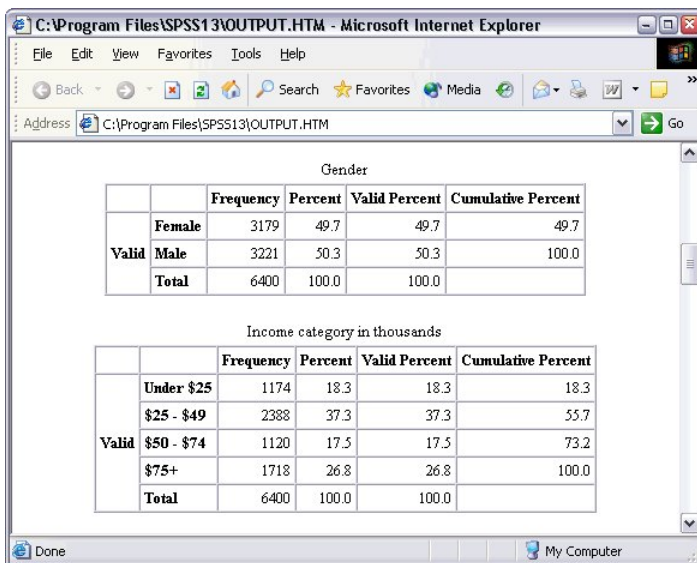 C:\Program Files\SPSS13\OUTPUT.HTM - Microsoft Internet Explorer
File Edit View Favorites Tools Help
Back Search Favorites Media »
Address C:\Program Files\SPSS13\OUTPUT.HTM Go
Gender
Frequency Percent Valid Percent Cumulative Percent
Valid Female 3179 49.7 49.7 49.7
Male 3221 50.3 50.3 100.0
Total 6400 100.0 100.0
Income category in thousands
Frequency Percent Valid Percent Cumulative Percent
Valid Under $25 1174 18.3 18.3 18.3
$25 - $49 2388 37.3 37.3 55.7
$50 - $74 1120 17.5 17.5 73.2
$75+ 1718 26.8 26.8 100.0
Total 6400 100.0 100.0
Done My Computer